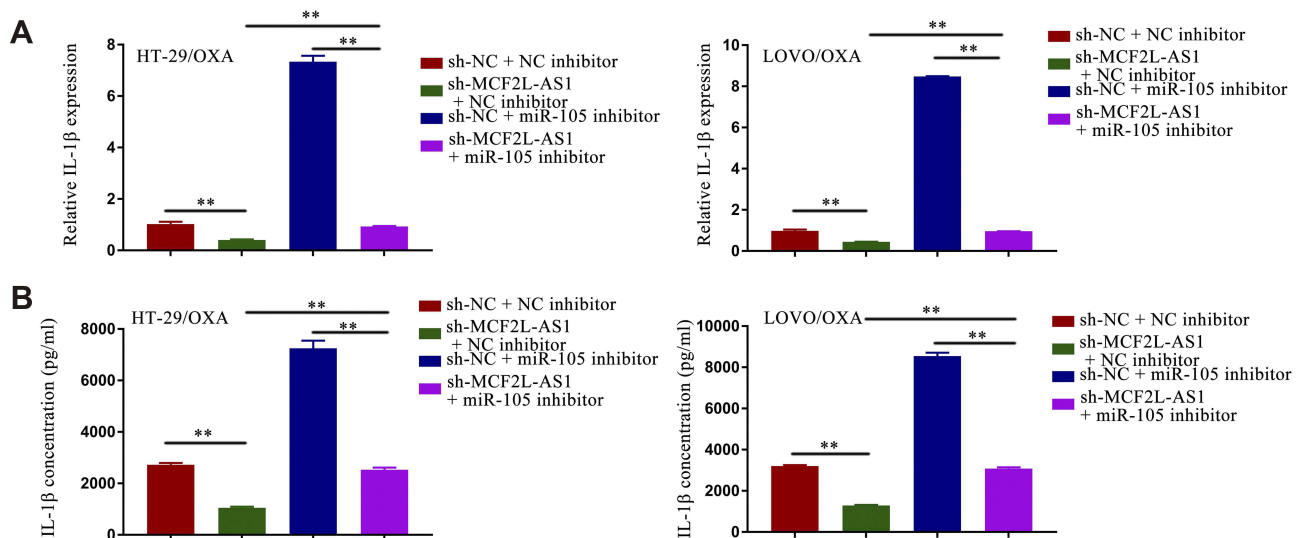 A
HT-29/OXA
**
**
**
Relative IL-1β expression
8
6
4
2
0
sh-NC + NC inhibitor
sh-MCF2L-AS1
+ NC inhibitor
sh-NC + miR-105 inhibitor
sh-MCF2L-AS1
+ miR-105 inhibitor
LOVO/OXA
**
**
**
Relative IL-1β expression
10
8
6
4
2
0
sh-NC + NC inhibitor
sh-MCF2L-AS1
+ NC inhibitor
sh-NC + miR-105 inhibitor
sh-MCF2L-AS1
+ miR-105 inhibitor
B
HT-29/OXA
**
**
**
IL-1β concentration (pg/ml)
8000
6000
4000
2000
0
sh-NC + NC inhibitor
sh-MCF2L-AS1
+ NC inhibitor
sh-NC + miR-105 inhibitor
sh-MCF2L-AS1
+ miR-105 inhibitor
LOVO/OXA
**
**
**
IL-1β concentration (pg/ml)
10000
8000
6000
4000
2000
0
sh-NC + NC inhibitor
sh-MCF2L-AS1
+ NC inhibitor
sh-NC + miR-105 inhibitor
sh-MCF2L-AS1
+ miR-105 inhibitor